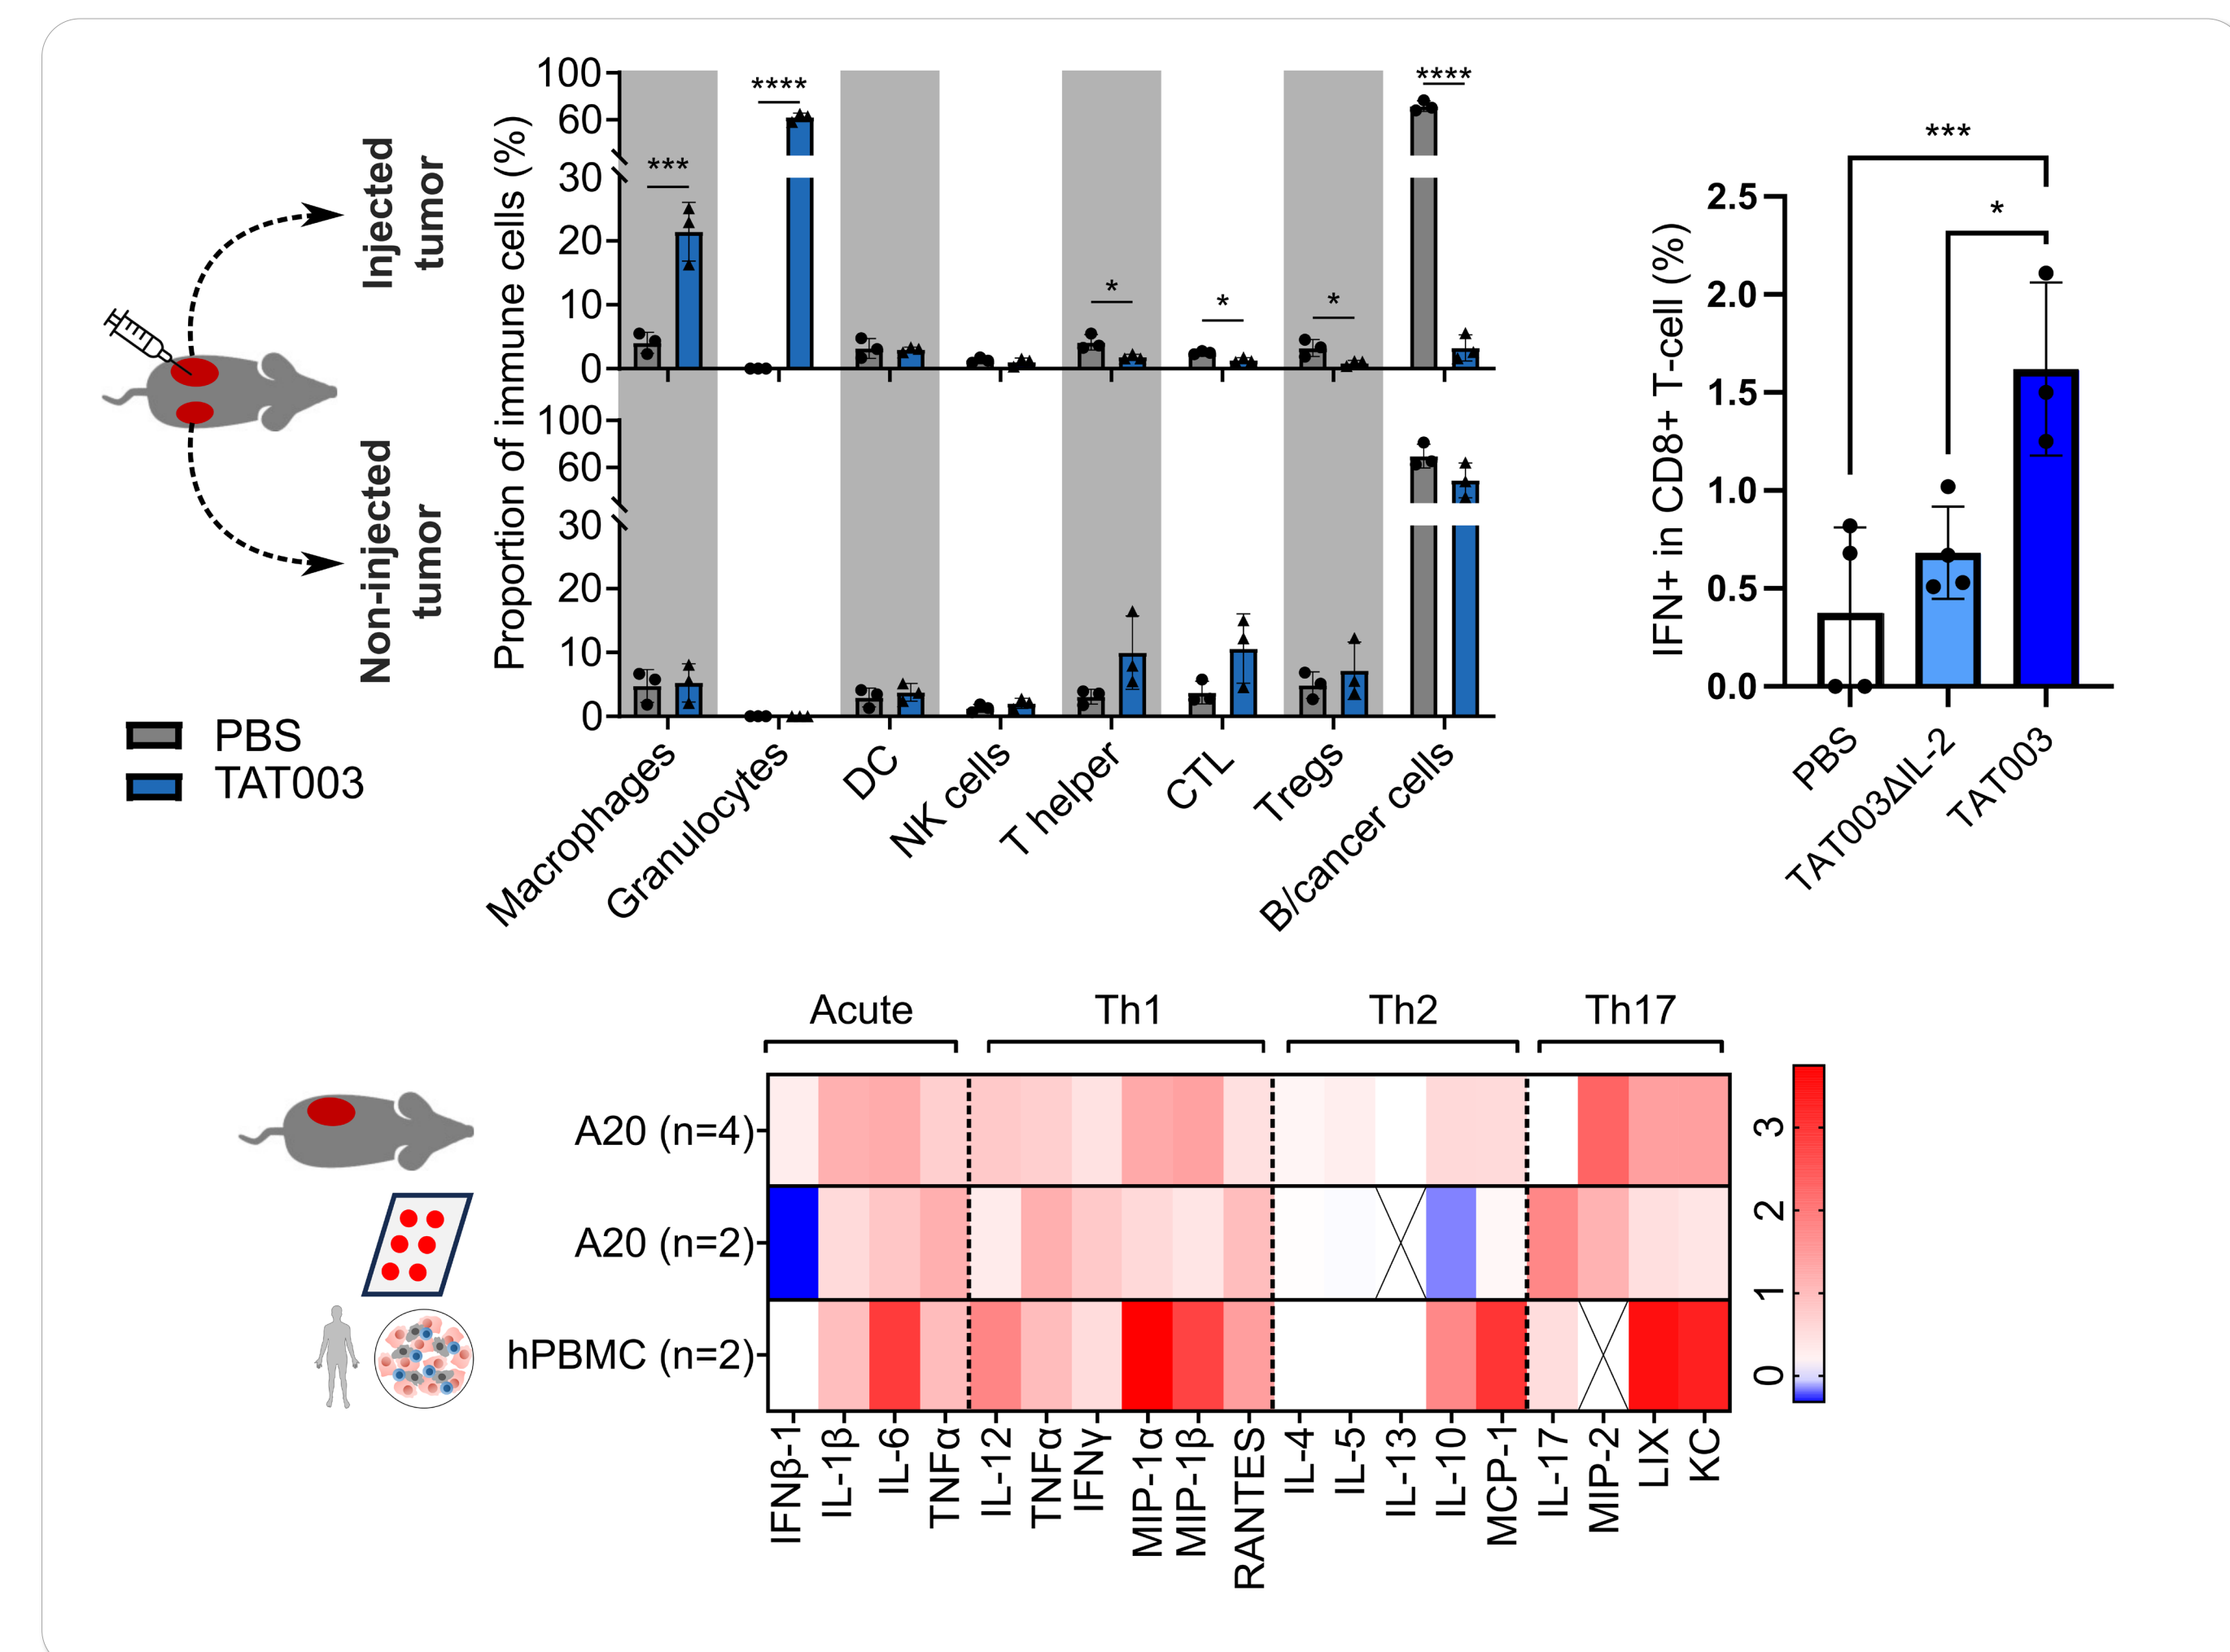 Injected
tumor
Non-injected
tumor
PBS
TAT003
Proportion of immune cells (%)
100
60
30
20
10
0
***
****
*
*
*
****
100
60
30
20
10
0
Macrophages
Granulocytes
DC
NK cells
T helper
CTL
Tregs
B/cancer cells
IFN+ in CD8+ T-cell (%)
2.5
2.0
1.5
1.0
0.5
0.0
***
*
PBS
TAT003ΔIL-2
TAT003
Acute
Th1
Th2
Th17
A20 (n=4)
A20 (n=2)
hPBMC (n=2)
IFNβ-1
IL-1β
IL-6
TNFα
IL-12
TNFα
IFNγ
MIP-1α
MIP-1β
RANTES
IL-4
IL-5
IL-13
IL-10
MCP-1
IL-17
MIP-2
LIX
KC
3
2
1
0